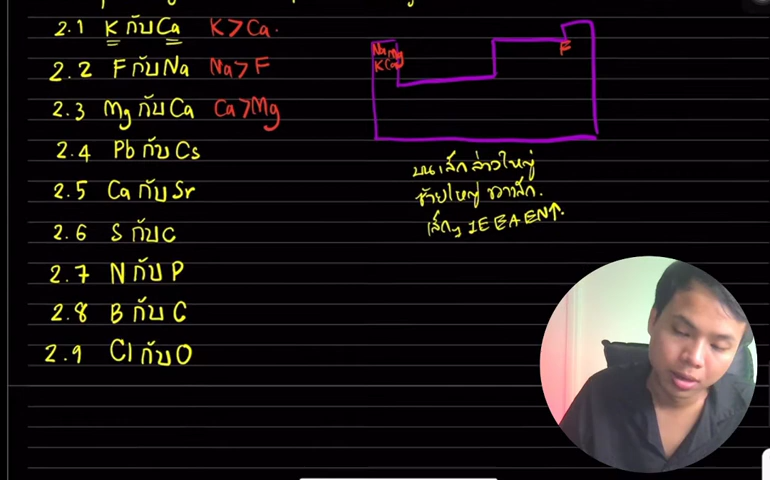 2.1 K กับ Ca K > Ca.
2.2 F กับ Na Na > F
2.3 Mg กับ Ca Ca > Mg
2.4 Pb กับ Cs
2.5 Ca กับ Sr
2.6 S กับ C
2.7 N กับ P
2.8 B กับ C
2.9 Cl กับ O
Na Mg
K Ca
F
บนเล็ก ล่างใหญ่
ซ้ายใหญ่ ขวาเล็ก.
เล็กๆ IE EA EN↑.